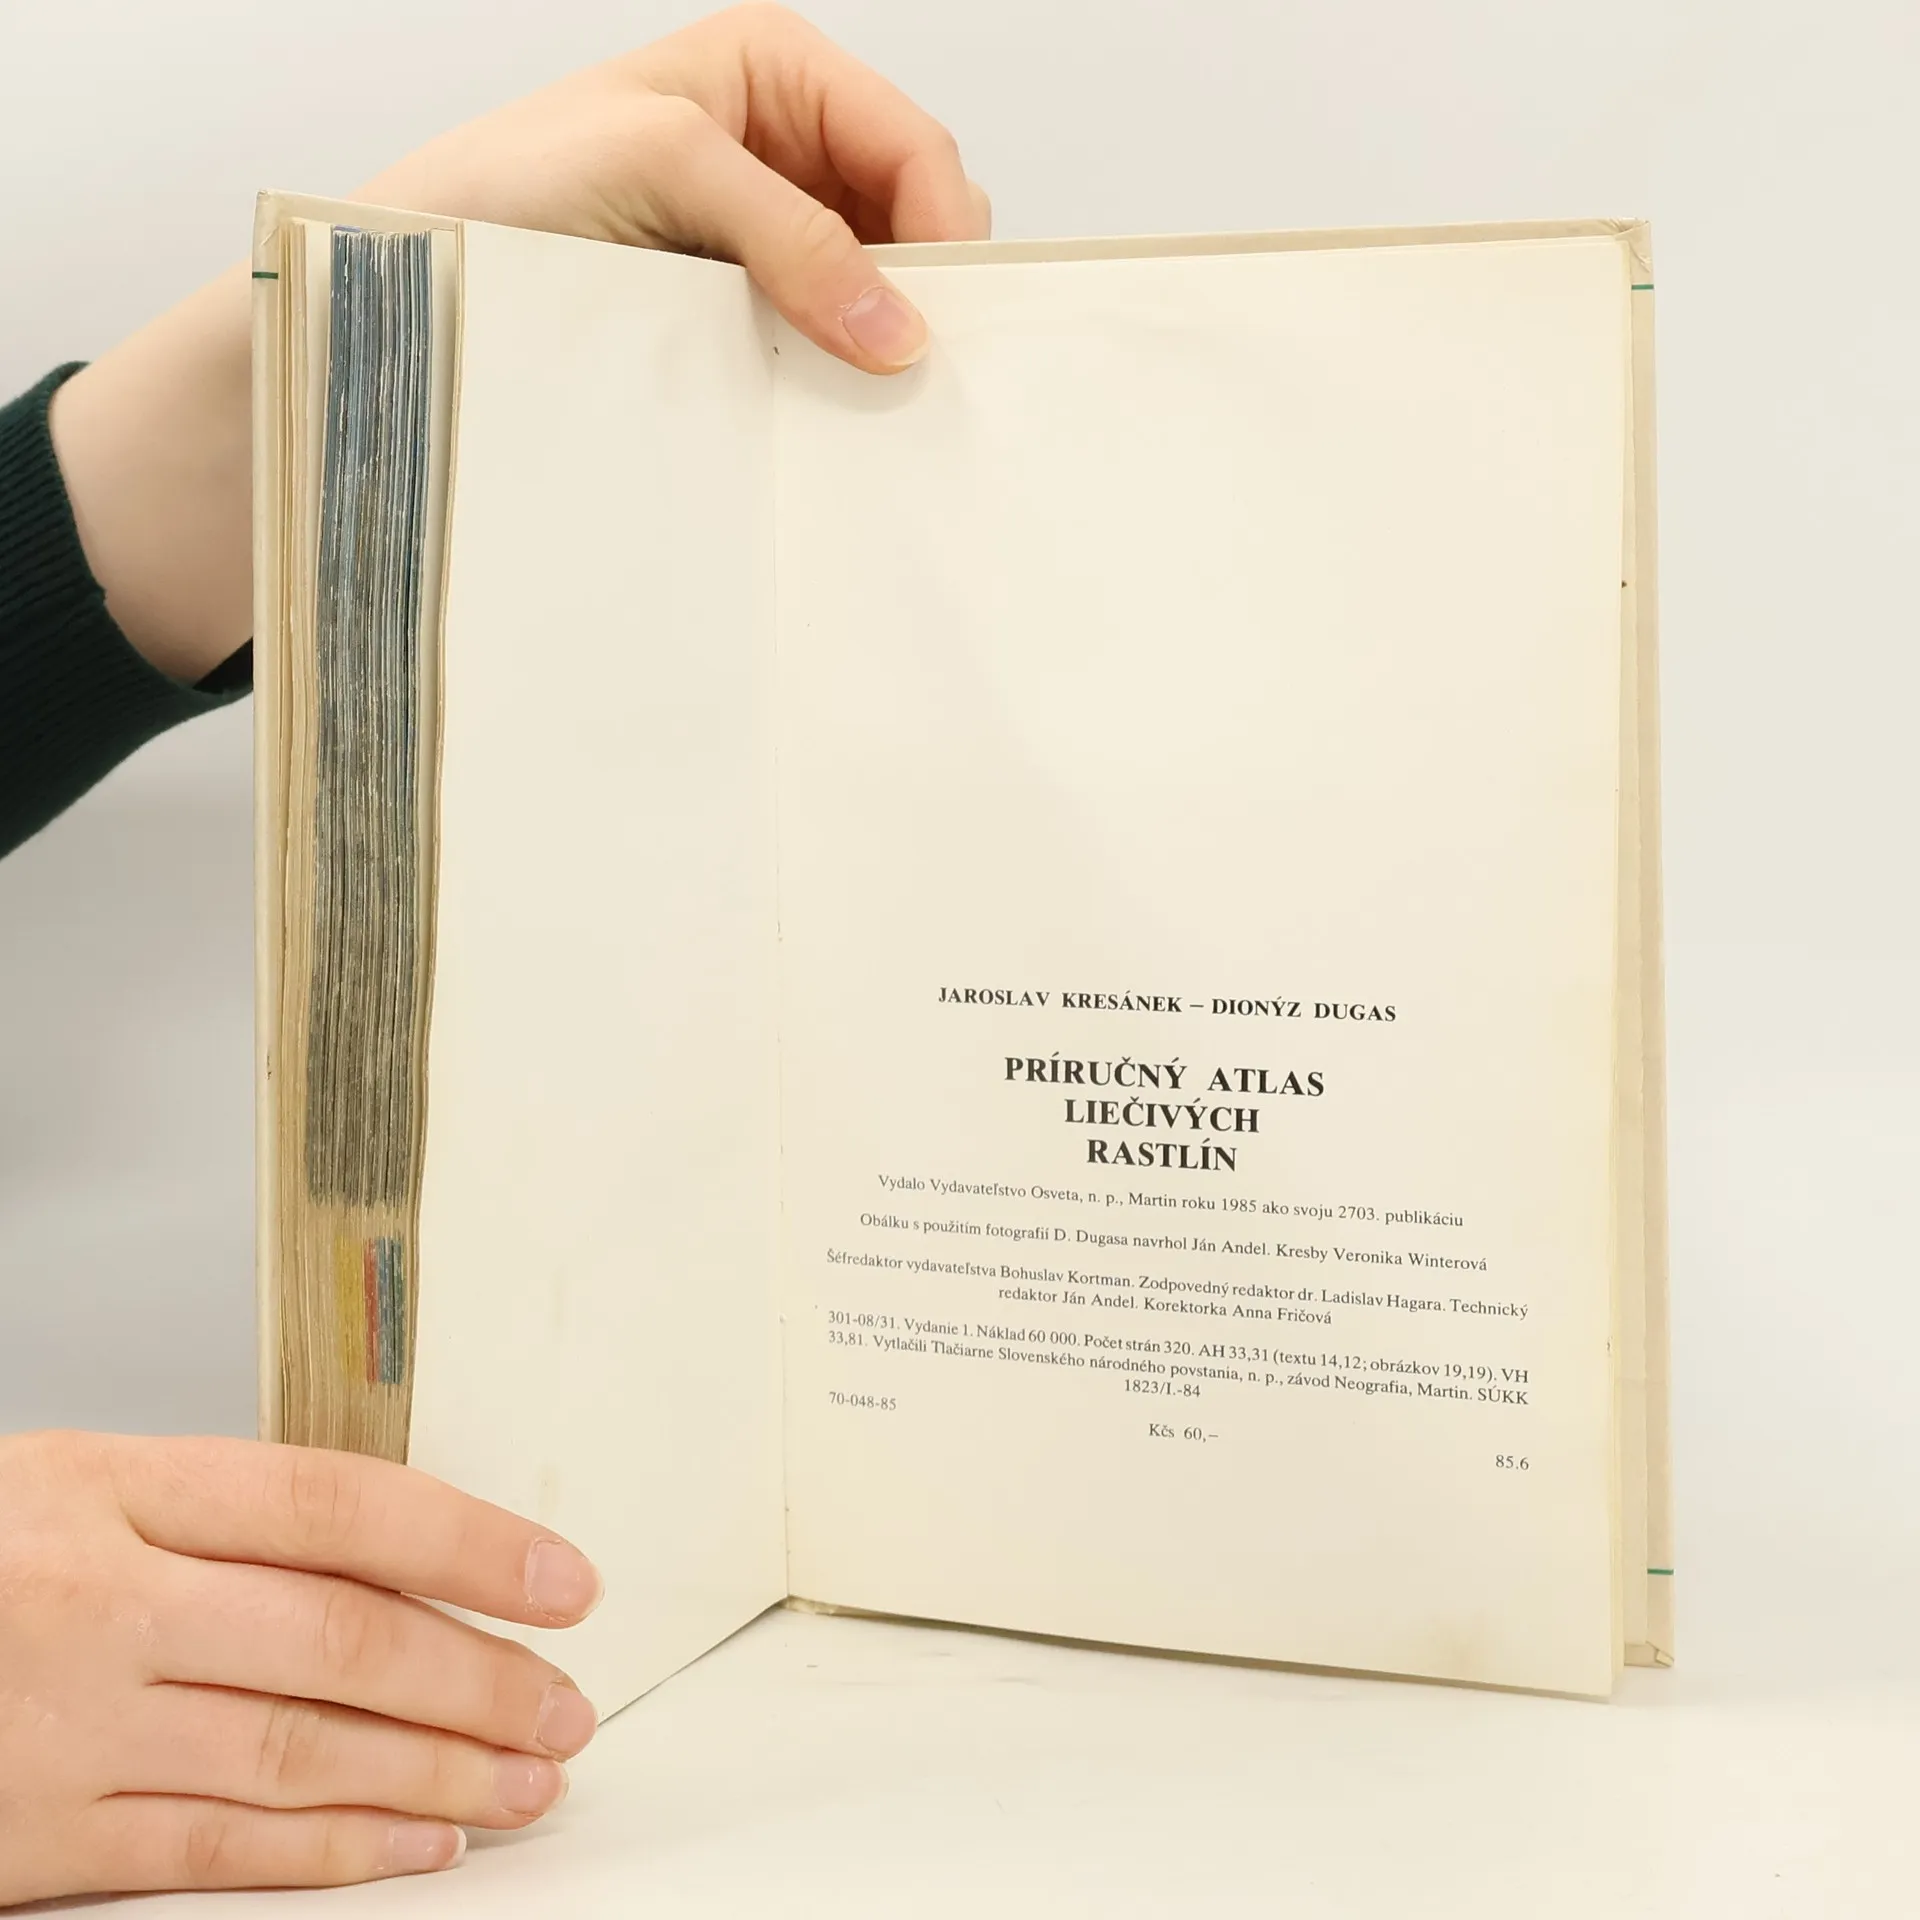 JAROSLAV KRESÁNEK – DIONÝZ DUGAS
PRÍRUČNÝ ATLAS
LIEČIVÝCH
RASTLÍN
Vydalo Vydavateľstvo Osveta, n. p., Martin roku 1985 ako svoju 2703. publikáciu
Obálku s použitím fotografií D. Dugasa navrhol Ján Andel. Kresby Veronika Winterová
Šéfredaktor vydavateľstva Bohuslav Kortman. Zodpovedný redaktor dr. Ladislav Hagara. Technický
redaktor Ján Andel. Korektorka Anna Fričová
301-08/31. Vydanie 1. Náklad 60 000. Počet strán 320. AH 33,31 (textu 14,12; obrázkov 19,19). VH
33,81. Vytlačili Tlačiarne Slovenského národného povstania, n. p., závod Neografia, Martin. SÚKK
1823/I.-84
70-048-85
Kčs 60,–
85.6